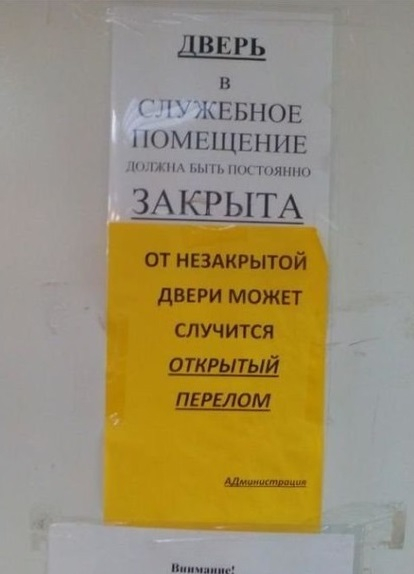 ДВЕРЬ
В
СЛУЖЕБНОЕ
ПОМЕЩЕНИЕ
ДОЛЖНА БЫТЬ ПОСТОЯННО
ЗАКРЫТА
ОТ НЕЗАКРЫТОЙ
ДВЕРИ МОЖЕТ
СЛУЧИТСЯ
ОТКРЫТЫЙ
ПЕРЕЛОМ
АДминистрация
Внимание!